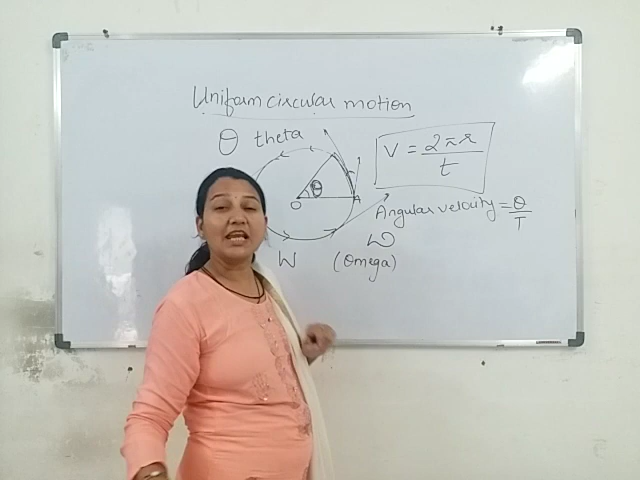 Uniform circular motion
θ theta
V = 2πr/t
θ
O A
Angular velocity = θ/T
ω
W (Omega)